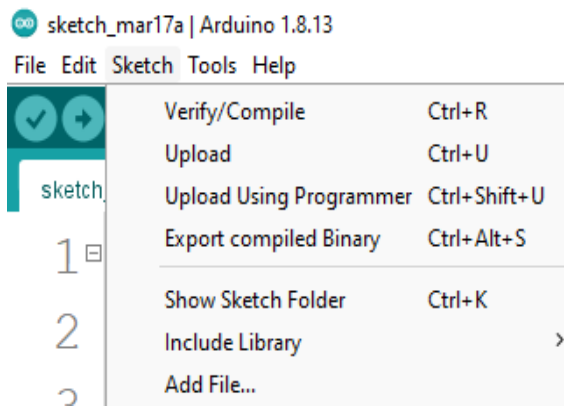 sketch_mar17a | Arduino 1.8.13
File Edit Sketch Tools Help
Verify/Compile Ctrl+R
Upload Ctrl+U
sketch_
Upload Using Programmer Ctrl+Shift+U
1
Export compiled Binary Ctrl+Alt+S
Show Sketch Folder Ctrl+K
2
Include Library
Add File...